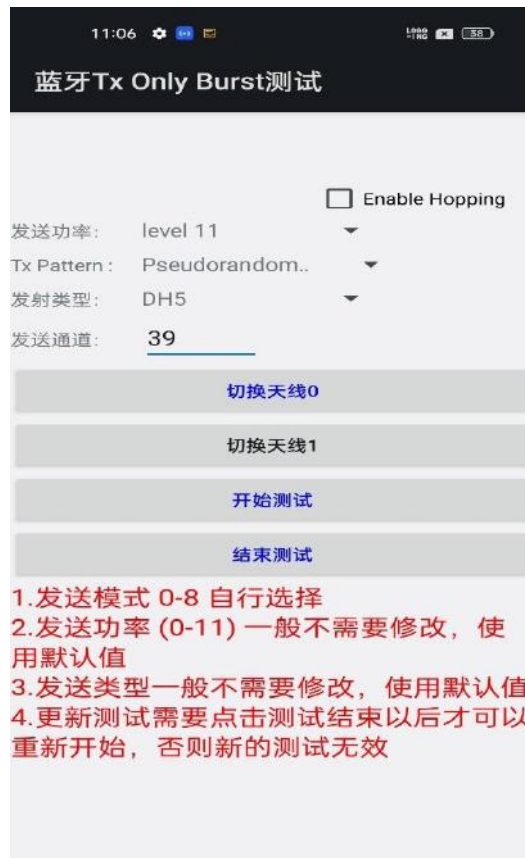 11:06
58
蓝牙Tx Only Burst测试
Enable Hopping
发送功率: level 11
Tx Pattern : Pseudorandom..
发射类型: DH5
发送通道: 39
切换天线0
切换天线1
开始测试
结束测试
1.发送模式 0-8 自行选择
2.发送功率 (0-11) 一般不需要修改，使
用默认值
3.发送类型一般不需要修改，使用默认值
4.更新测试需要点击测试结束以后才可以
重新开始，否则新的测试无效